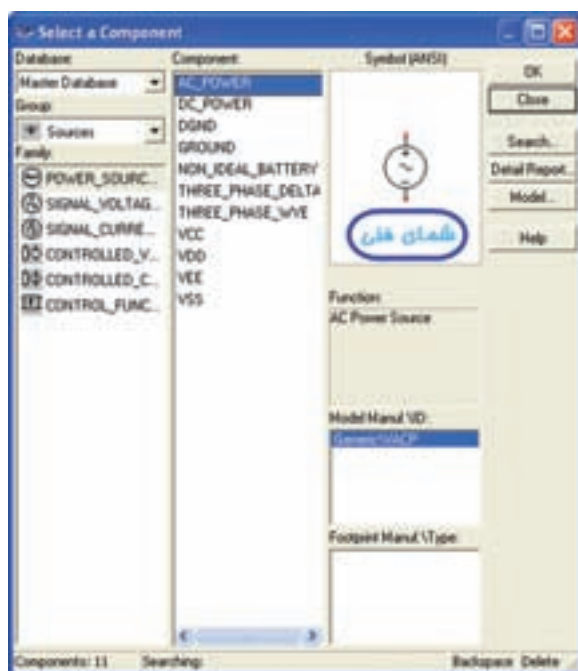 Select a Component
Database:
Master Database
Group:
Sources
Family:
POWER_SOURC...
SIGNAL_VOLTAG...
SIGNAL_CURRE...
CONTROLLED_V...
CONTROLLED_C...
CONTROL_FUNC...
Component:
AC_POWER
DC_POWER
DGND
GROUND
NON_IDEAL_BATTERY
THREE_PHASE_DELTA
THREE_PHASE_WYE
VCC
VDD
VEE
VSS
Symbol (ANSI)
شمای فنی
Function:
AC Power Source
Model Manuf.\ID:
Generic\VACP
Footprint Manuf.\Type:
OK
Close
Search...
Detail Report...
Model...
Help
Components: 11
Searching:
Backspace
Delete